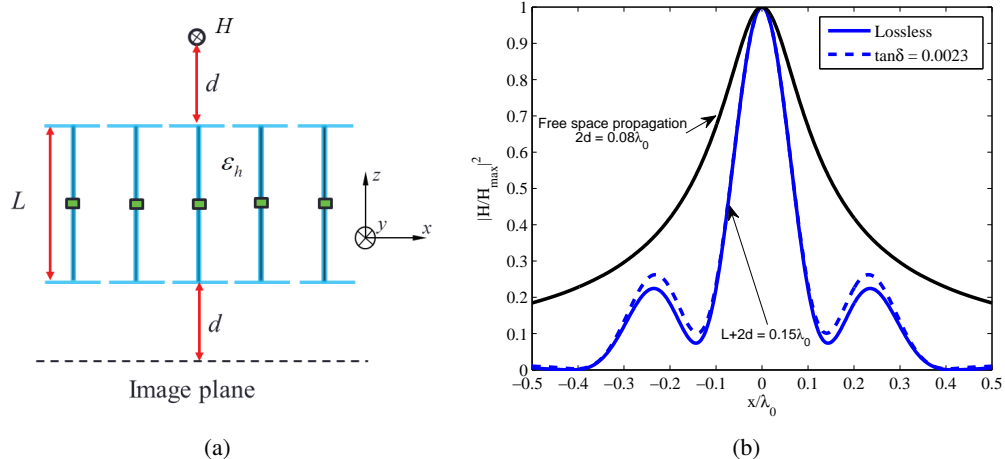 H
d
ε_h
L
z
y
x
d
Image plane
(a)
1
0.9
0.8
0.7
0.6
0.5
0.4
0.3
0.2
0.1
0
|H/H_max|^2
Lossless
tanδ = 0.0023
Free space propagation
2d = 0.08λ_0
L+2d = 0.15λ_0
−0.5 −0.4 −0.3 −0.2 −0.1 0 0.1 0.2 0.3 0.4 0.5
x/λ_0
(b)